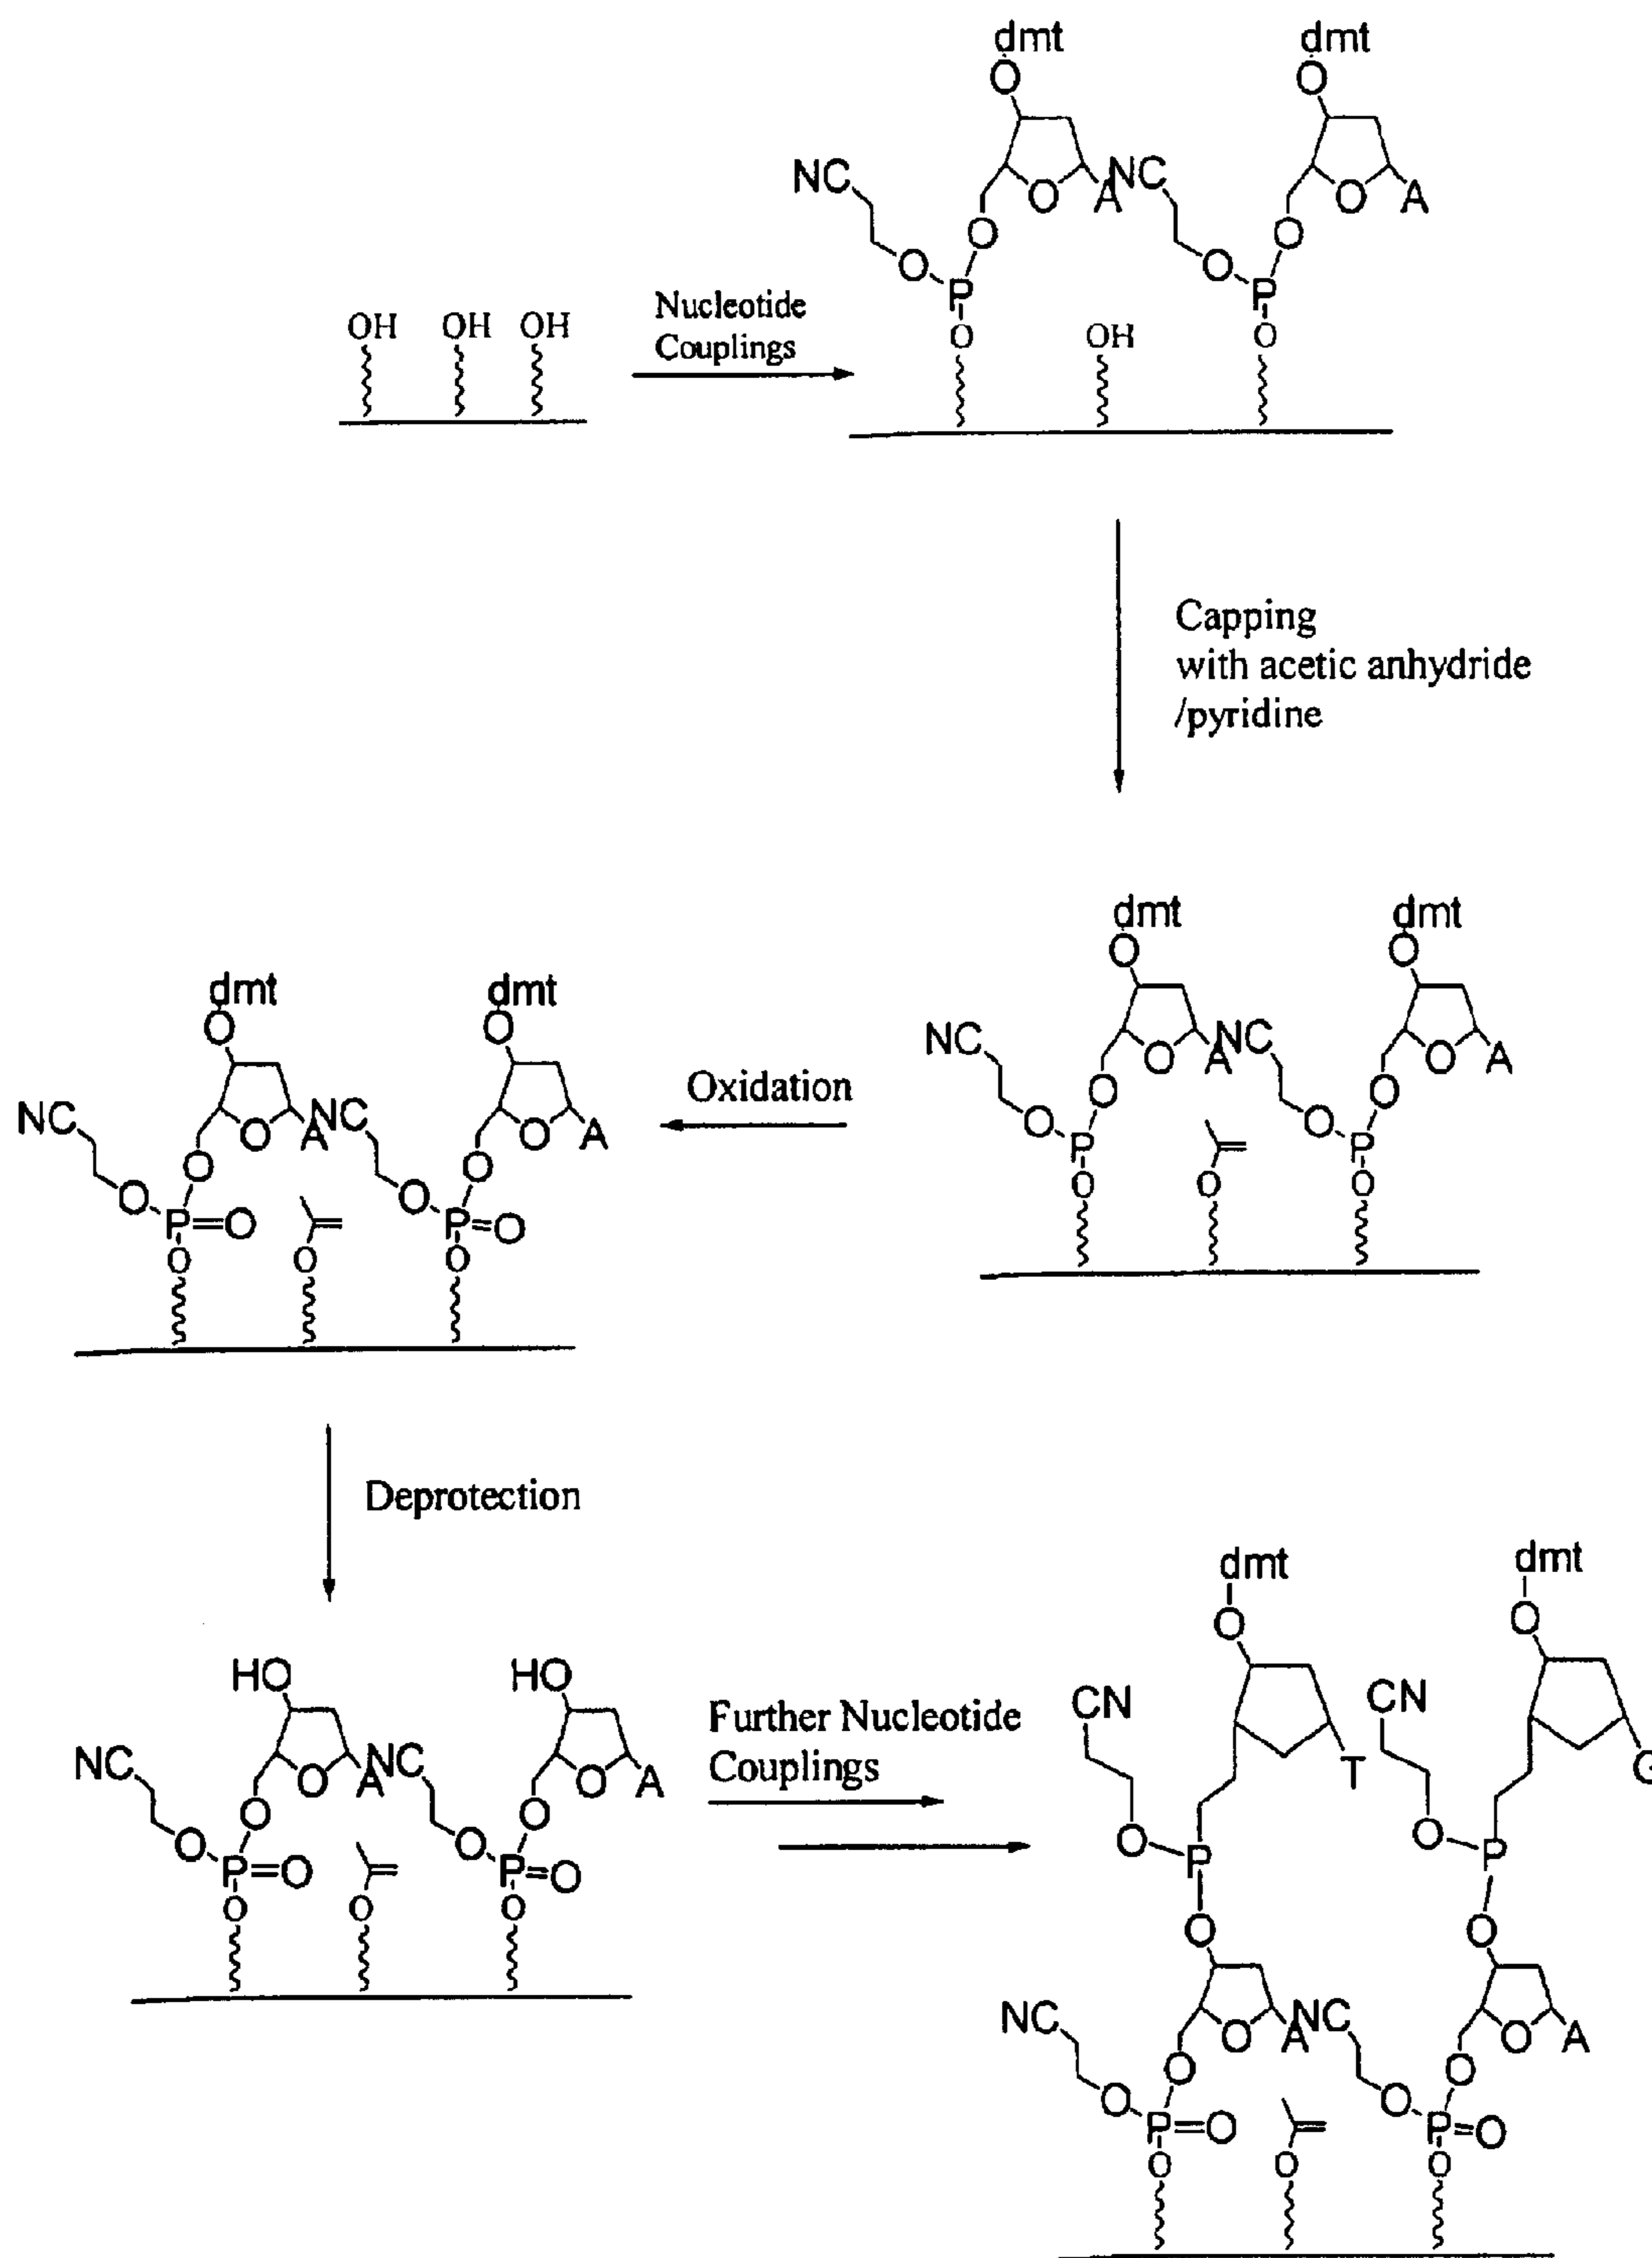 dmt dmt
O O
NC O A NC O A
O O
O O
P P
OH OH OH
Nucleotide
Couplings
O OH O
Capping
with acetic anhydride
/pyridine
dmt dmt
O O
NC O A NC O A
O O
O O
P P
O O O
Oxidation
dmt dmt
O O
NC O A NC O A
O O
O O
P=O P=O
O O O
Deprotection
HO HO
NC O A NC O A
O O
O O
P=O P=O
O O O
Further Nucleotide
Couplings
dmt dmt
O O
CN CN
T
O P O P
O O
NC O A NC O A
O O
O O
P=O P=O
O O O